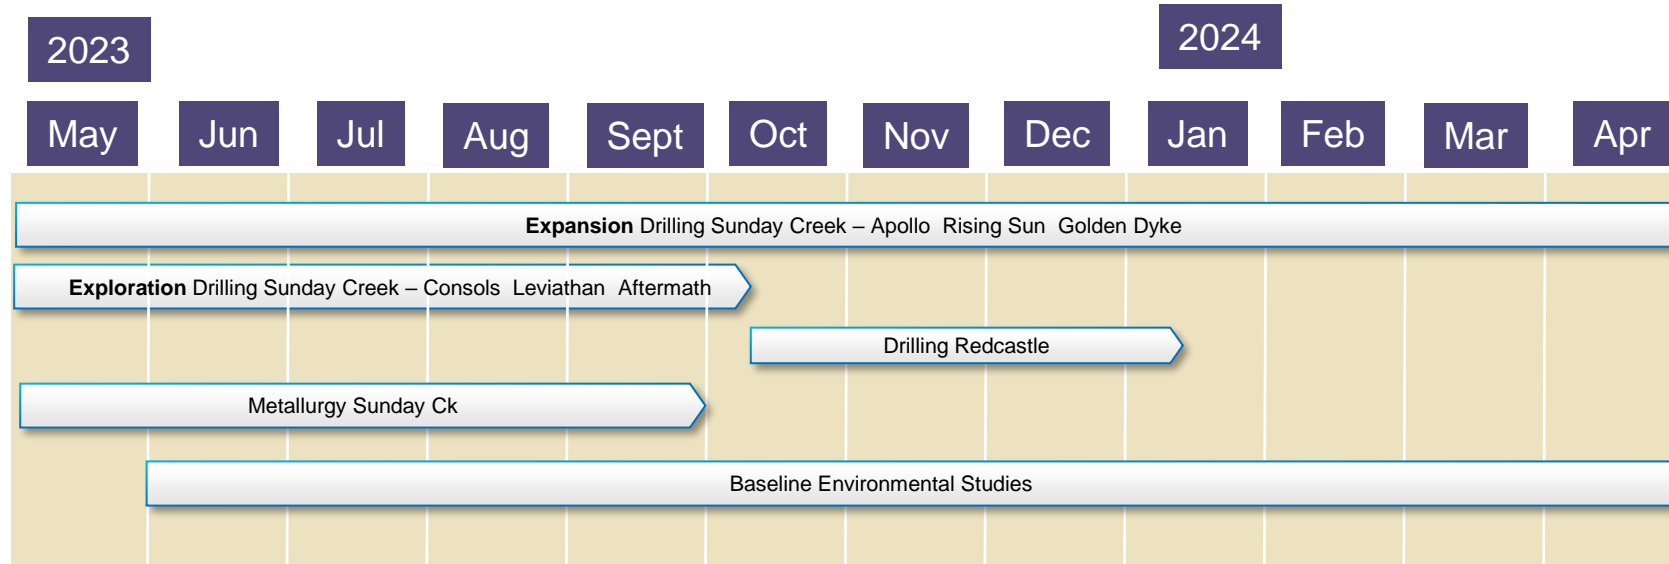 2023
2024
May Jun Jul Aug Sept Oct Nov Dec Jan Feb Mar Apr
Expansion Drilling Sunday Creek – Apollo Rising Sun Golden Dyke
Exploration Drilling Sunday Creek – Consols Leviathan Aftermath
Drilling Redcastle
Metallurgy Sunday Ck
Baseline Environmental Studies